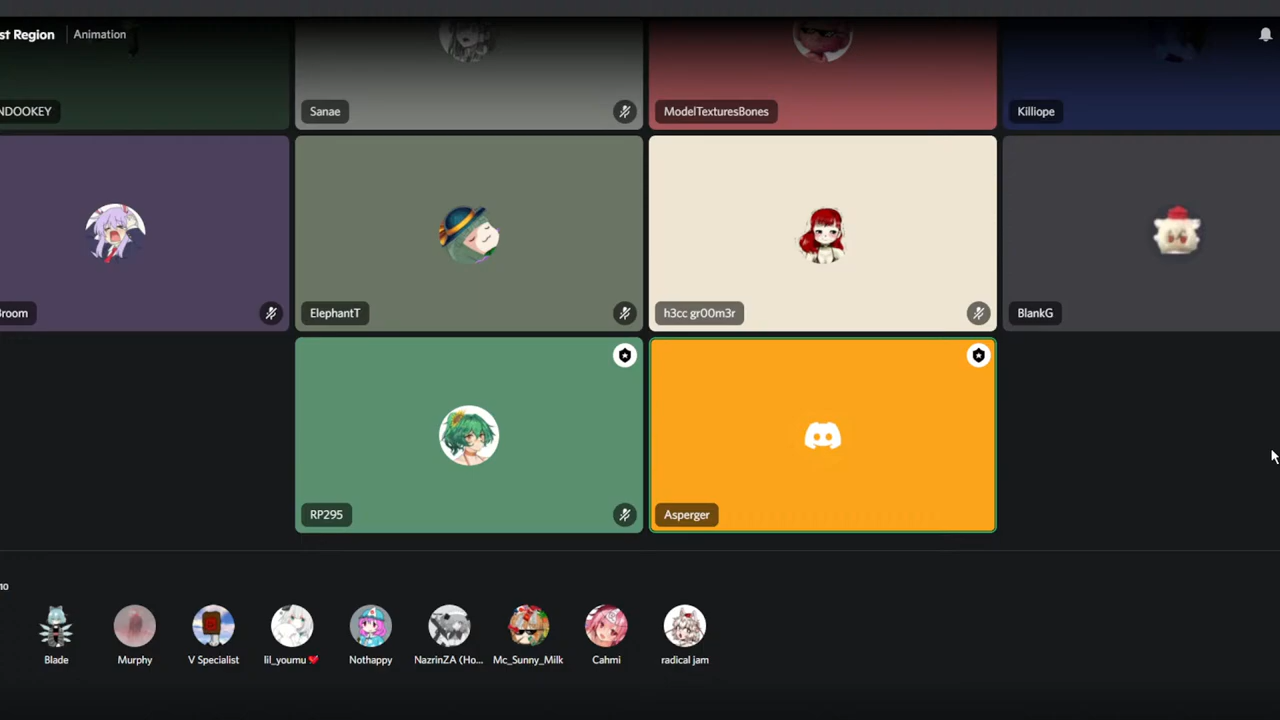 st Region | Animation
NDOOKEY
Sanae
ModelTexturesBones
Killiope
Broom
ElephantT
h3cc gr00m3r
BlankG
RP295
Asperger
Blade
Murphy
V Specialist
lil_youmu ❤️
Nothappy
NazrinZA (Ho...
Mc_Sunny_Milk
Cahmi
radical jam